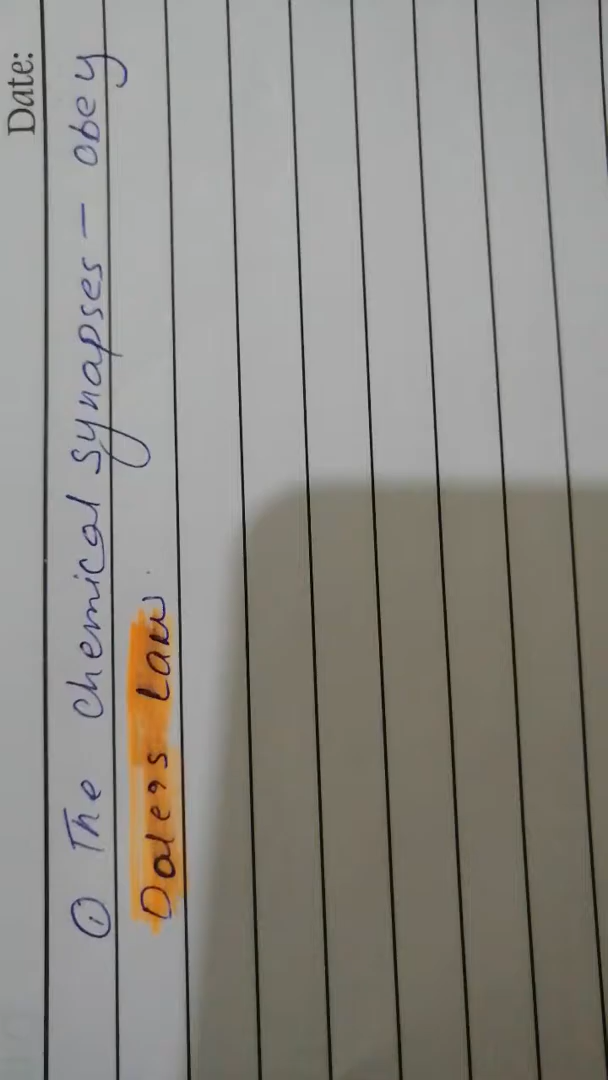 Date:
① The chemical synapses - obey
Dale's Law.